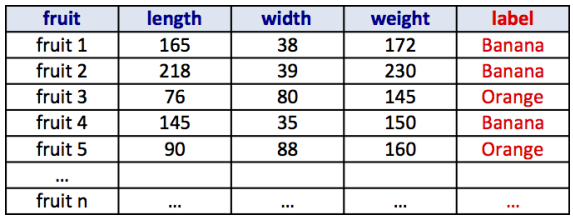 fruit length width weight label
fruit 1 165 38 172 Banana
fruit 2 218 39 230 Banana
fruit 3 76 80 145 Orange
fruit 4 145 35 150 Banana
fruit 5 90 88 160 Orange
...
fruit n ... ... ... ...